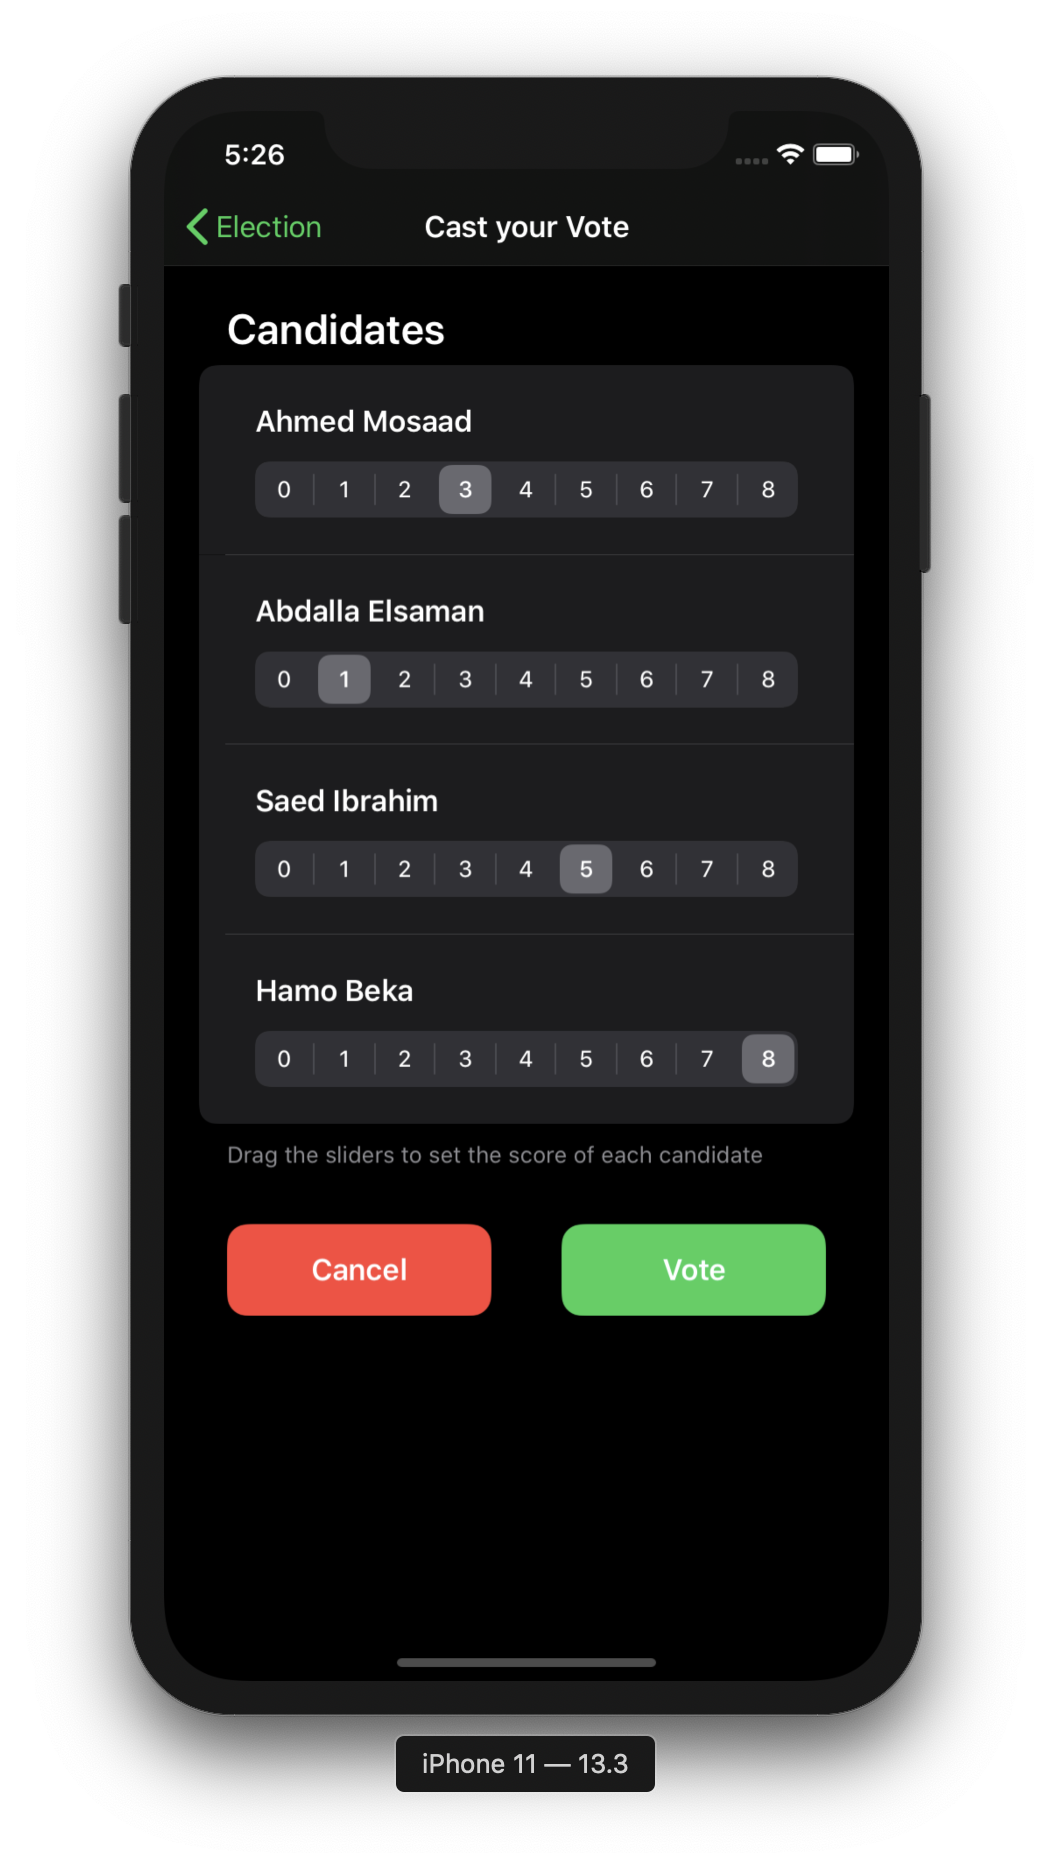 5:26
Election Cast your Vote
Candidates
Ahmed Mosaad
0 1 2 3 4 5 6 7 8
Abdalla Elsaman
0 1 2 3 4 5 6 7 8
Saed Ibrahim
0 1 2 3 4 5 6 7 8
Hamo Beka
0 1 2 3 4 5 6 7 8
Drag the sliders to set the score of each candidate
Cancel Vote
iPhone 11 — 13.3